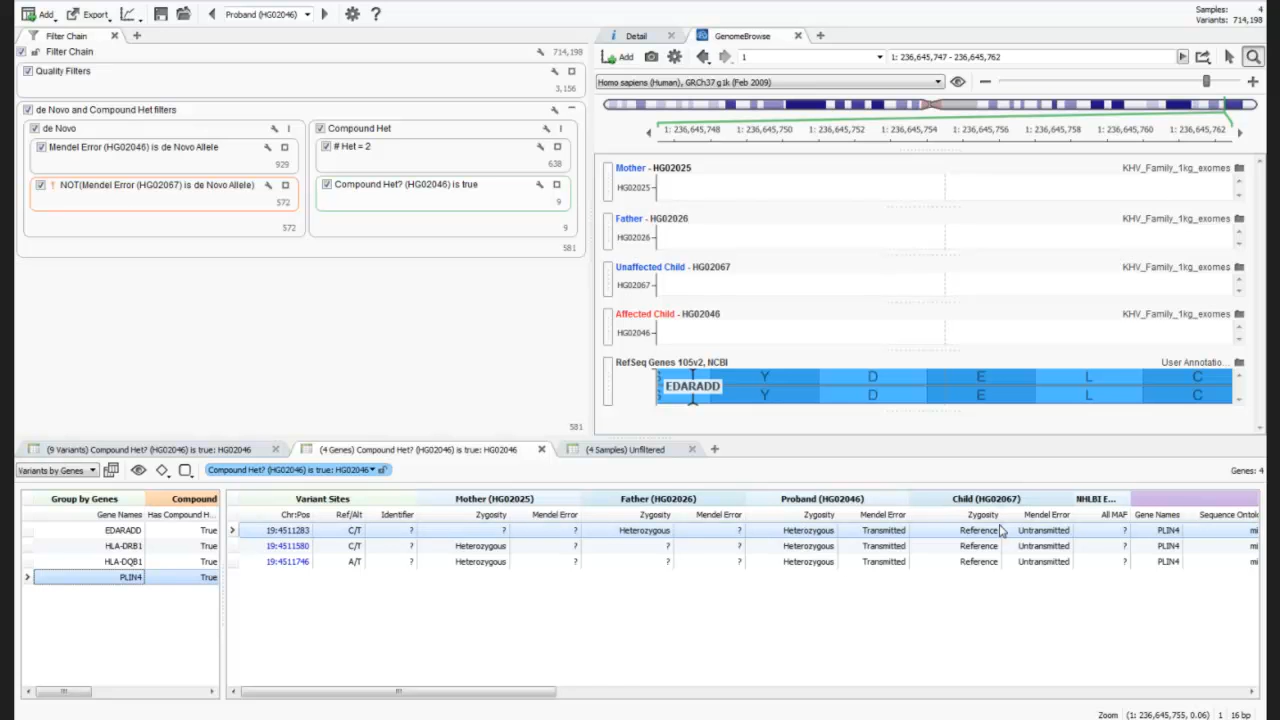 Add Export Proband (HG02046)
Samples: 4
Variants: 714,198
Filter Chain
Detail GenomeBrowse
Filter Chain 714,198
Add 1 1: 236,645,747 - 236,645,762
Quality Filters
3,156
Homo sapiens (Human), GRCh37 g1k (Feb 2009)
de Novo and Compound Het filters
de Novo Compound Het
1: 236,645,748 1: 236,645,750 1: 236,645,752 1: 236,645,754 1: 236,645,756 1: 236,645,758 1: 236,645,760 1: 236,645,762
Mendel Error (HG02046) is de Novo Allele # Het = 2
929 638
Mother - HG02025 KHV_Family_1kg_exomes
HG02025
! NOT(Mendel Error (HG02067) is de Novo Allele) Compound Het? (HG02046) is true
572 9
572 9
581
Father - HG02026 KHV_Family_1kg_exomes
HG02026
Unaffected Child - HG02067 KHV_Family_1kg_exomes
HG02067
Affected Child - HG02046 KHV_Family_1kg_exomes
HG02046
RefSeq Genes 105v2, NCBI User Annotatio...
Y D E L C
EDARADD
Y D E L C
581
(9 Variants) Compound Het? (HG02046) is true: HG02046 (4 Genes) Compound Het? (HG02046) is true: HG02046 (4 Samples) Unfiltered
Variants by Genes Compound Het? (HG02046) is true: HG02046 Genes: 4
Group by Genes Compound Variant Sites Mother (HG02025) Father (HG02026) Proband (HG02046) Child (HG02067) NHLBI E...
Gene Names Has Compound H... Chr:Pos Ref/Alt Identifier Zygosity Mendel Error Zygosity Mendel Error Zygosity Mendel Error Zygosity Mendel Error All MAF Gene Names Sequence Ontolo
EDARADD True 19:4511283 C/T ? ? ? Heterozygous ? Heterozygous Transmitted Reference Untransmitted ? PLIN4 mi
HLA-DRB1 True 19:4511580 C/T ? Heterozygous ? ? ? Heterozygous Transmitted Reference Untransmitted ? PLIN4 mi
HLA-DQB1 True 19:4511746 A/T ? Heterozygous ? ? ? Heterozygous Transmitted Reference Untransmitted ? PLIN4 mi
PLIN4 True
Zoom (1: 236,645,755, 0.06) 1 16 bp